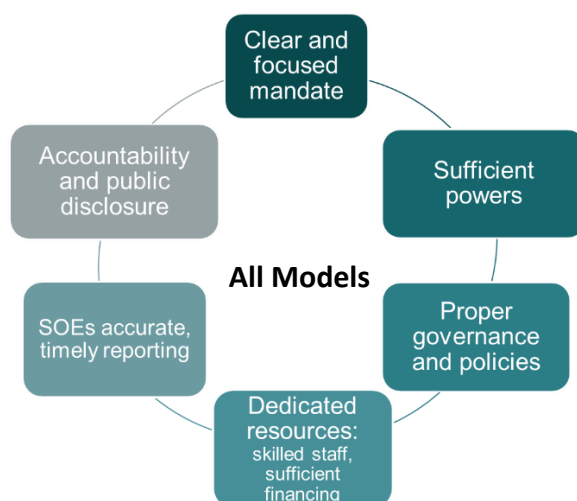 Clear and
focused
mandate
Sufficient
powers
Proper
governance
and policies
Dedicated
resources:
skilled staff,
sufficient
financing
SOEs accurate,
timely reporting
Accountability
and public
disclosure
All Models